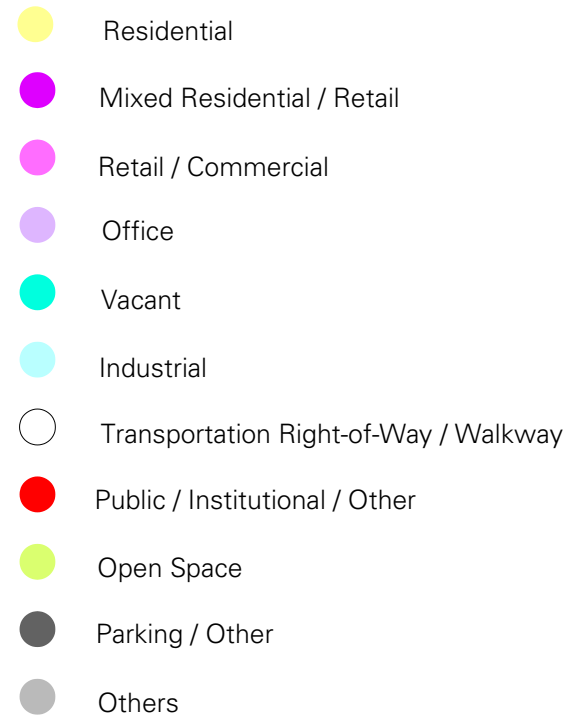 Residential
Mixed Residential / Retail
Retail / Commercial
Office
Vacant
Industrial
Transportation Right-of-Way / Walkway
Public / Institutional / Other
Open Space
Parking / Other
Others